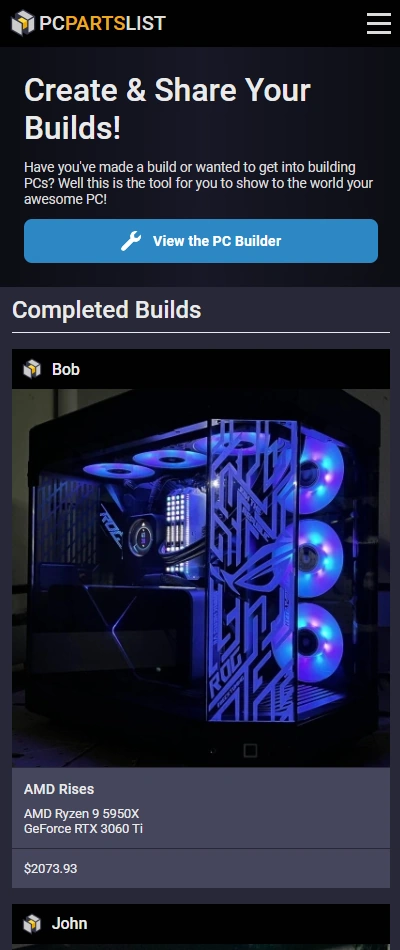 PCPARTSLIST
Create & Share Your
Builds!
Have you've made a build or wanted to get into building
PCs? Well this is the tool for you to show to the world your
awesome PC!
View the PC Builder
Completed Builds
Bob
ROG
ROG
AMD Rises
AMD Ryzen 9 5950X
GeForce RTX 3060 Ti
$2073.93
John